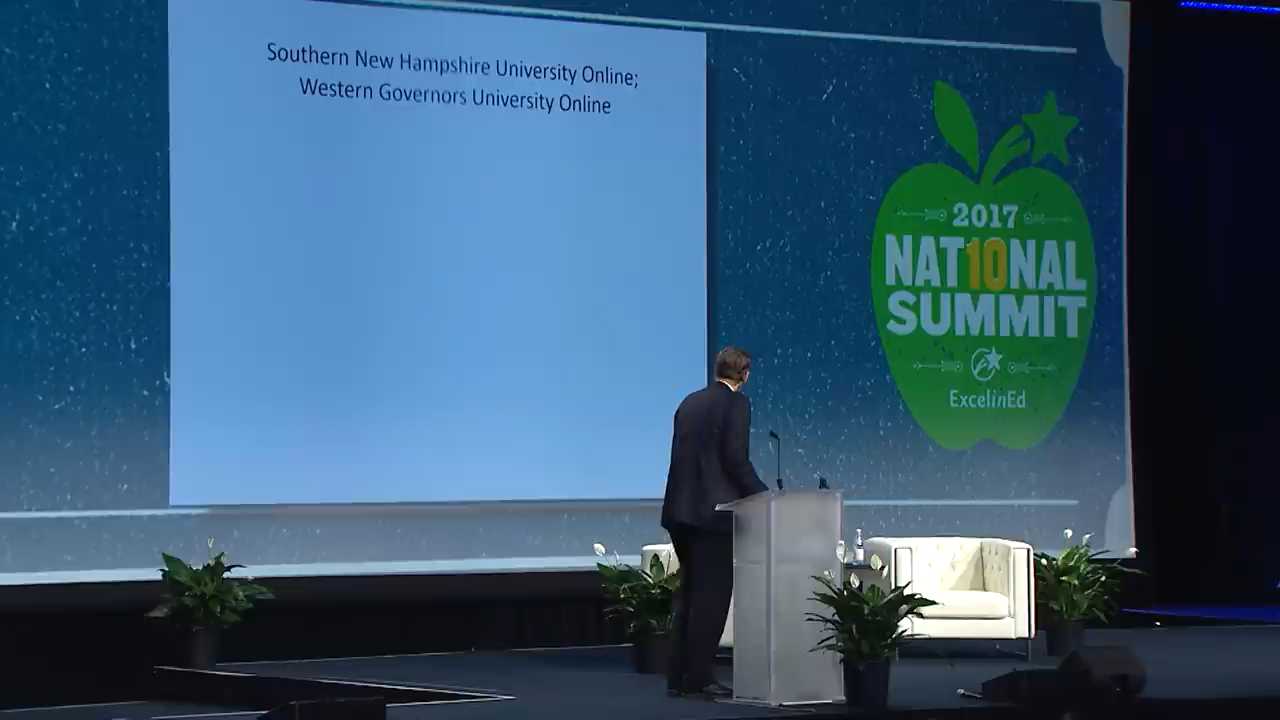 Southern New Hampshire University Online;
Western Governors University Online
2017
NAT10NAL
SUMMIT
ExcelinEd